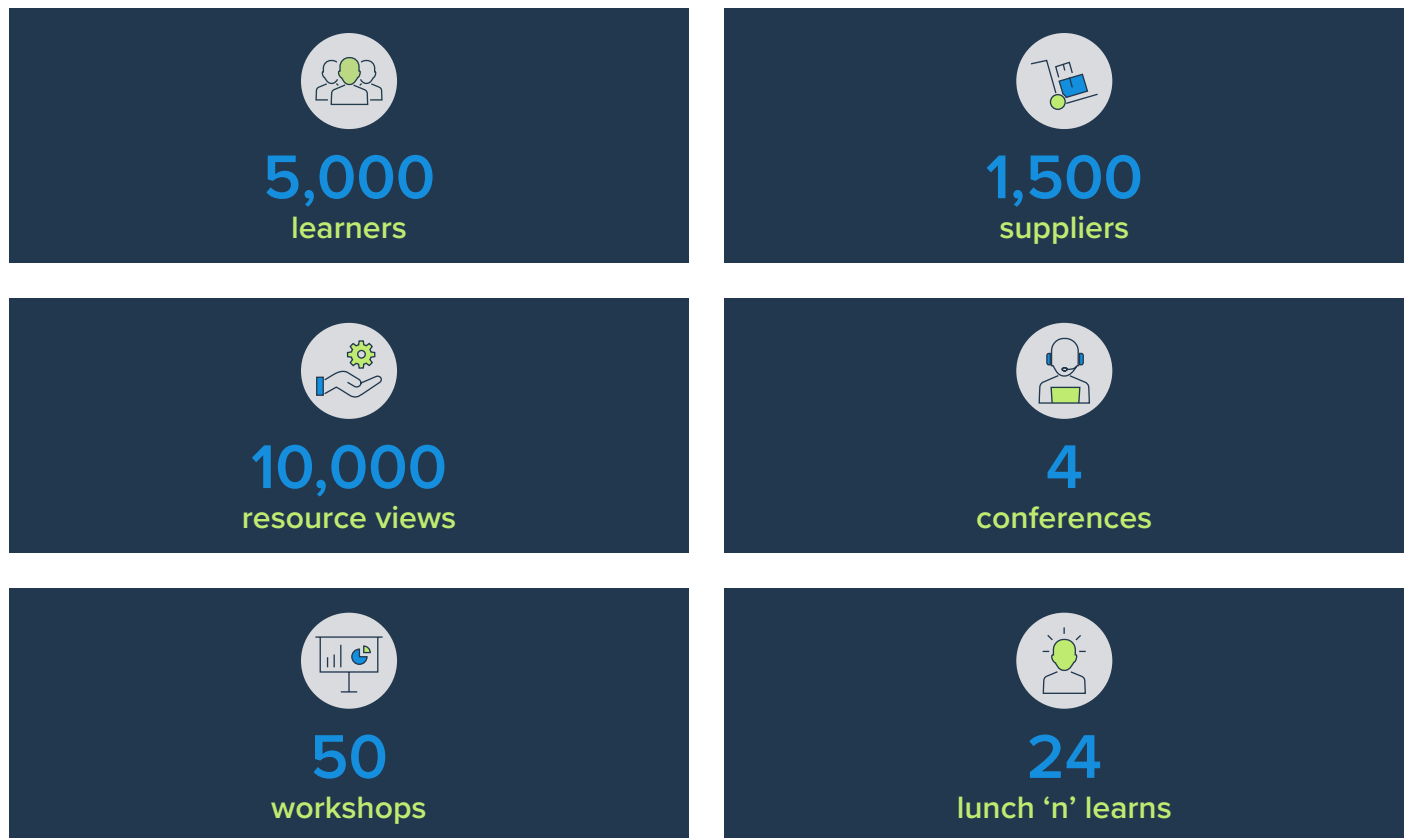 5,000
learners
1,500
suppliers
10,000
resource views
4
conferences
50
workshops
24
lunch ‘n’ learns